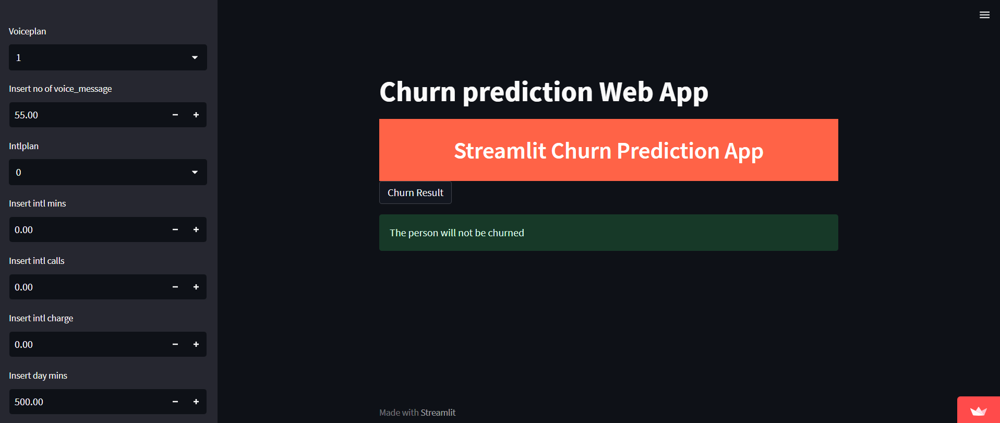 Voiceplan
1
Insert no of voice_message
55.00
Intlplan
0
Insert intl mins
0.00
Insert intl calls
0.00
Insert intl charge
0.00
Insert day mins
500.00
Churn prediction Web App
Streamlit Churn Prediction App
Churn Result
The person will not be churned
Made with Streamlit